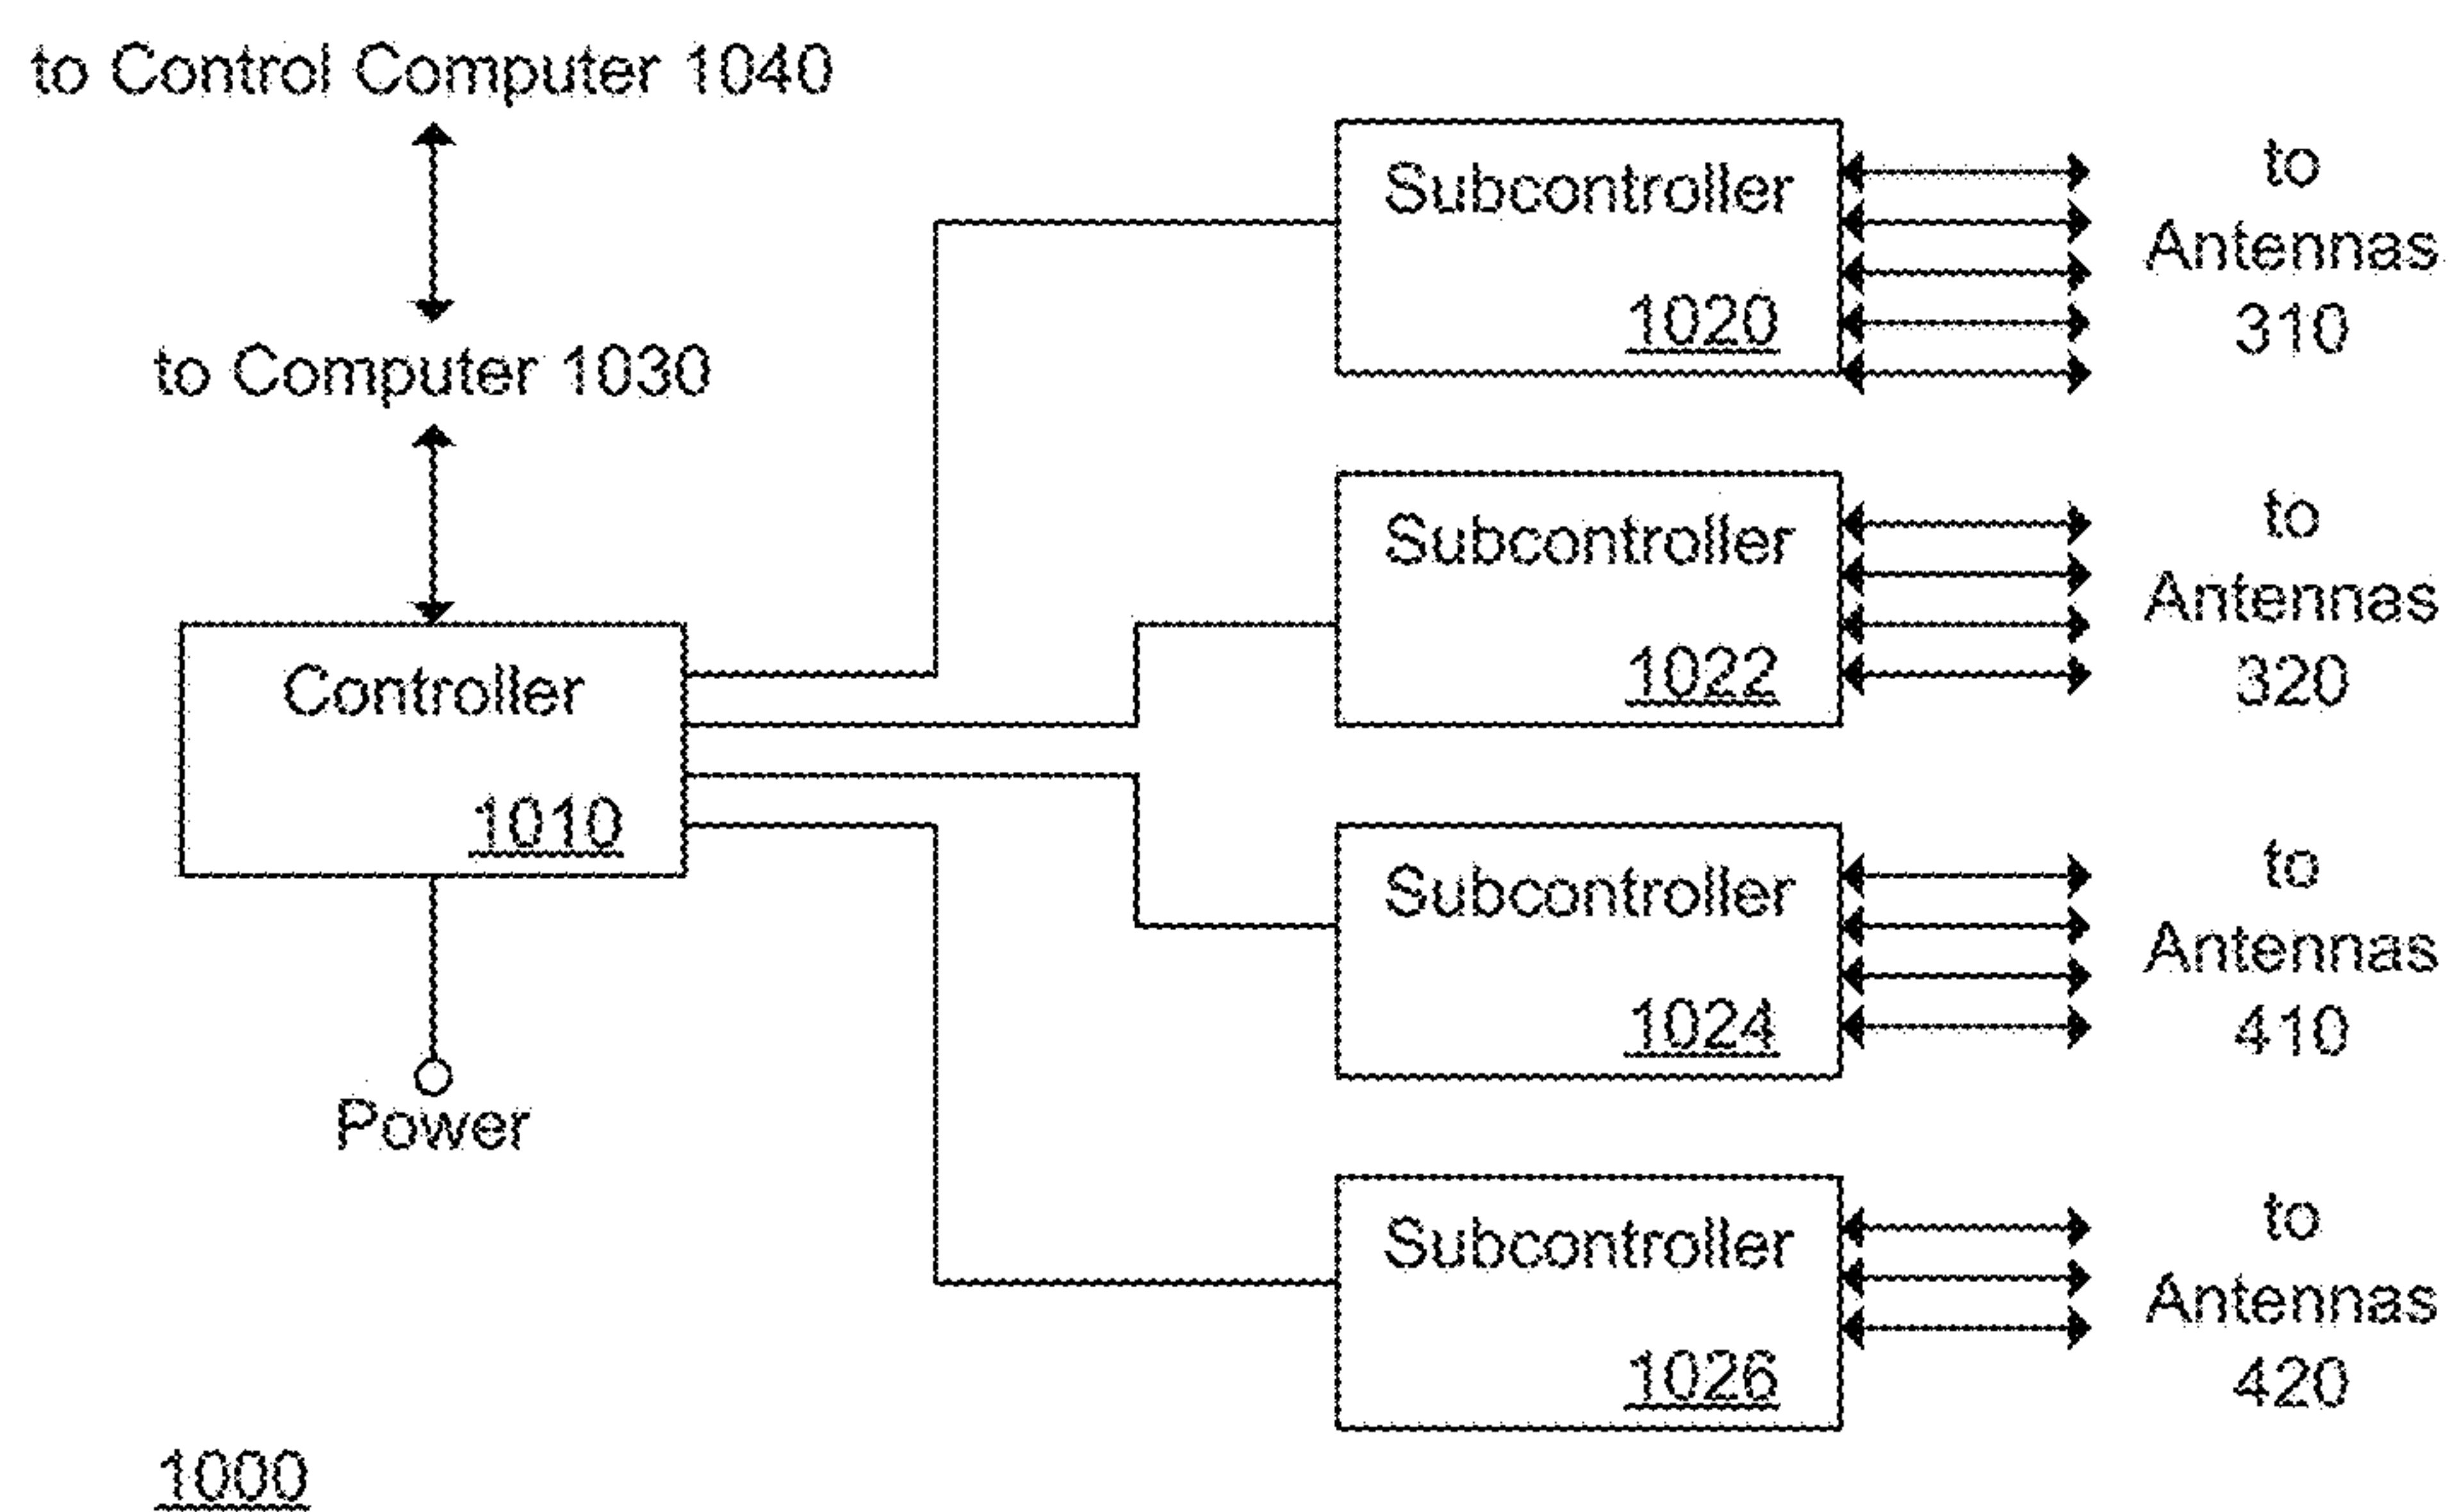 to Control Computer 1040
to Computer 1030
Controller
1010
Power
Subcontroller
1020
to
Antennas
310
Subcontroller
1022
to
Antennas
320
Subcontroller
1024
to
Antennas
410
Subcontroller
1026
to
Antennas
420
1000